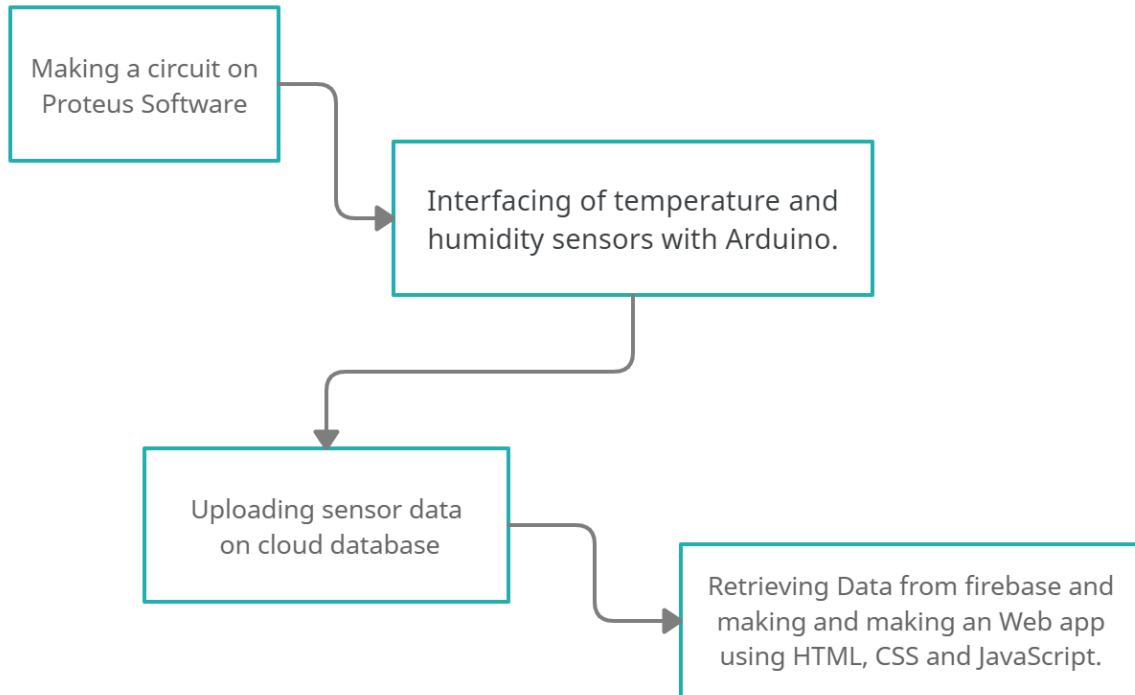 Making a circuit on
Proteus Software
Interfacing of temperature and
humidity sensors with Arduino.
Uploading sensor data
on cloud database
Retrieving Data from firebase and
making and making an Web app
using HTML, CSS and JavaScript.